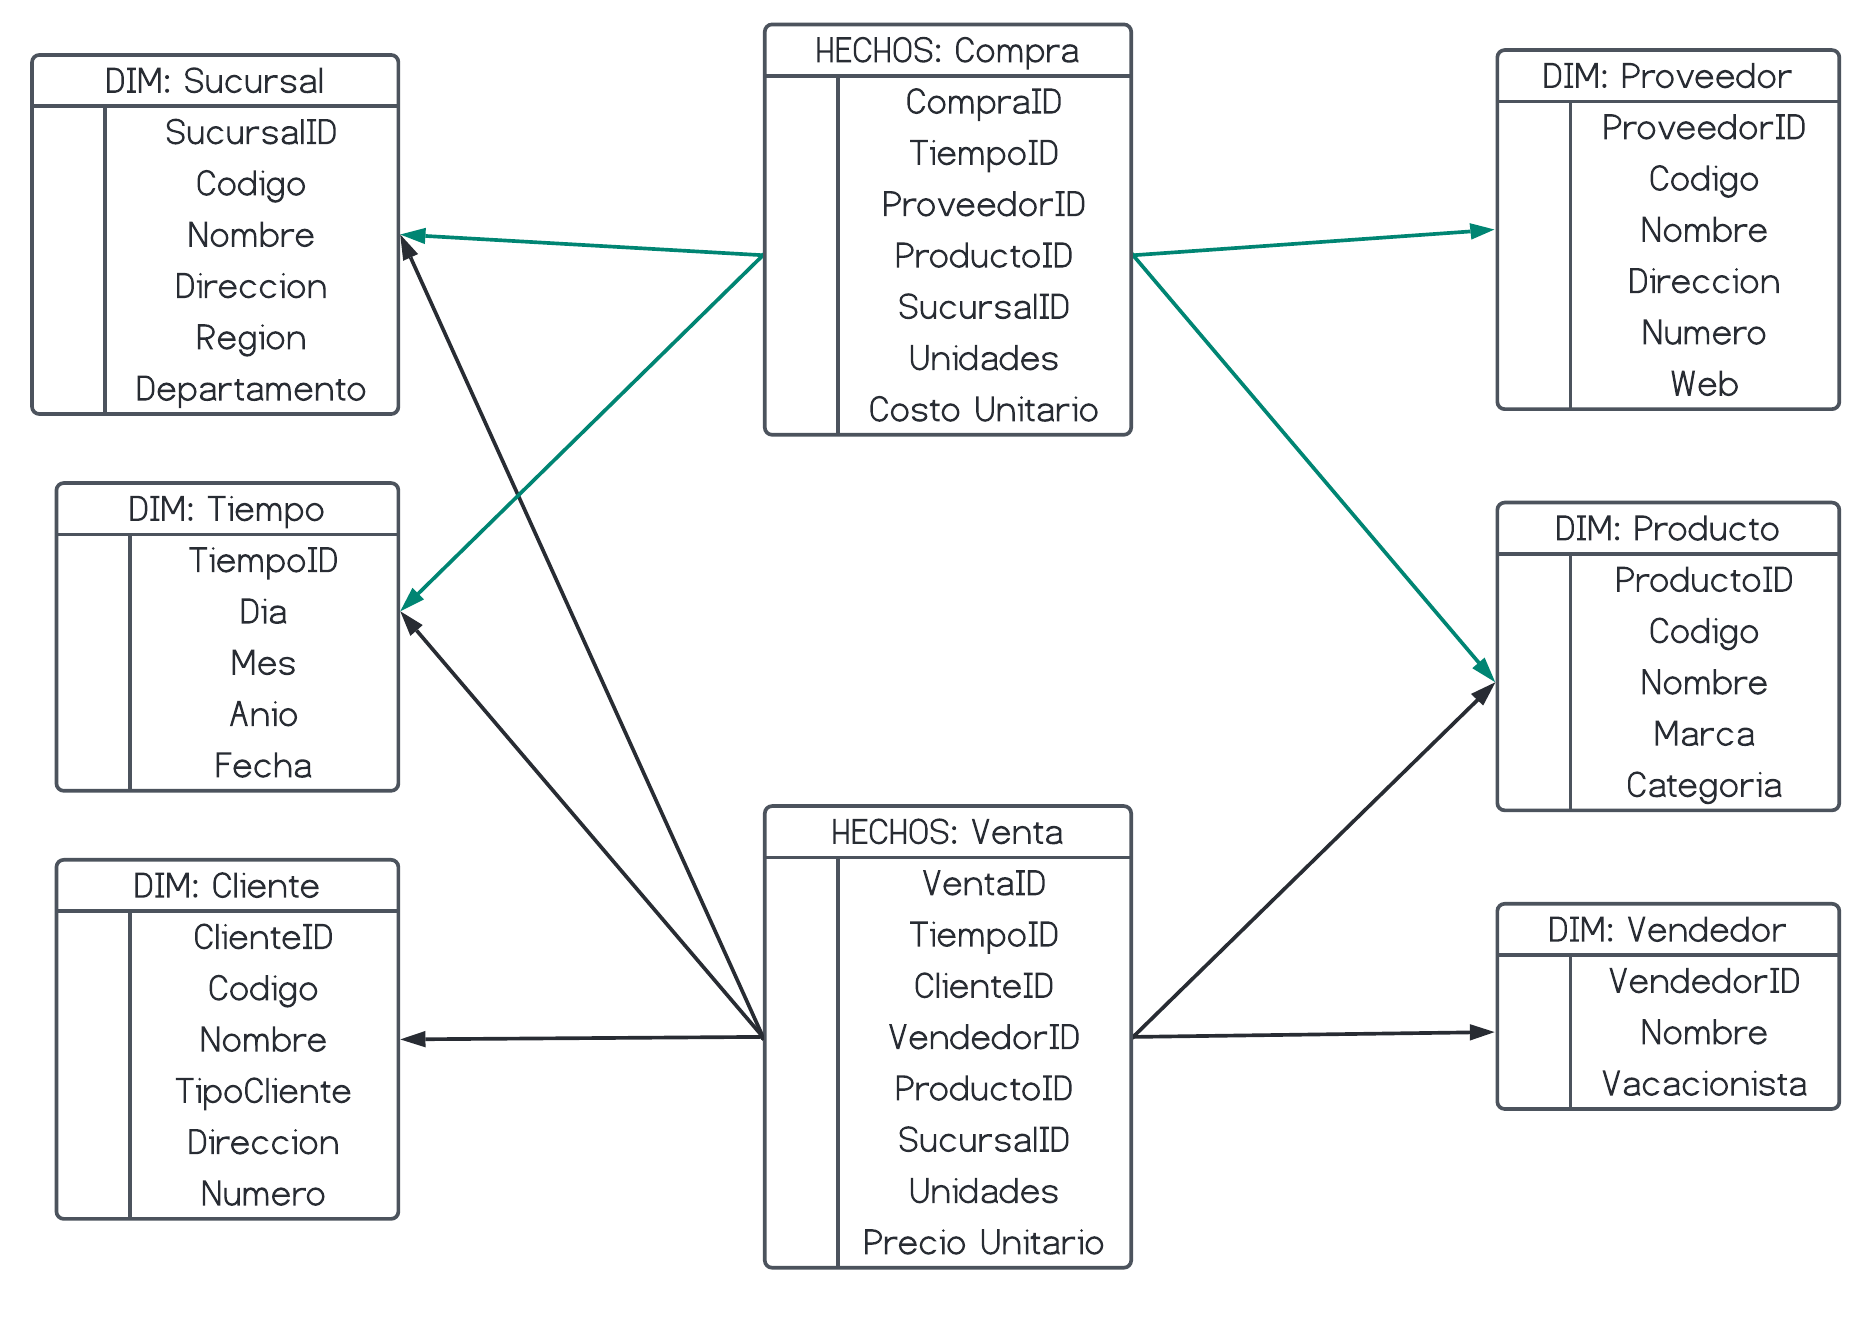 DIM: Sucursal
SucursalID
Codigo
Nombre
Direccion
Region
Departamento
HECHOS: Compra
CompraID
TiempoID
ProveedorID
ProductoID
SucursalID
Unidades
Costo Unitario
DIM: Proveedor
ProveedorID
Codigo
Nombre
Direccion
Numero
Web
DIM: Tiempo
TiempoID
Dia
Mes
Anio
Fecha
DIM: Producto
ProductoID
Codigo
Nombre
Marca
Categoria
DIM: Cliente
ClienteID
Codigo
Nombre
TipoCliente
Direccion
Numero
HECHOS: Venta
VentaID
TiempoID
ClienteID
VendedorID
ProductoID
SucursalID
Unidades
Precio Unitario
DIM: Vendedor
VendedorID
Nombre
Vacacionista